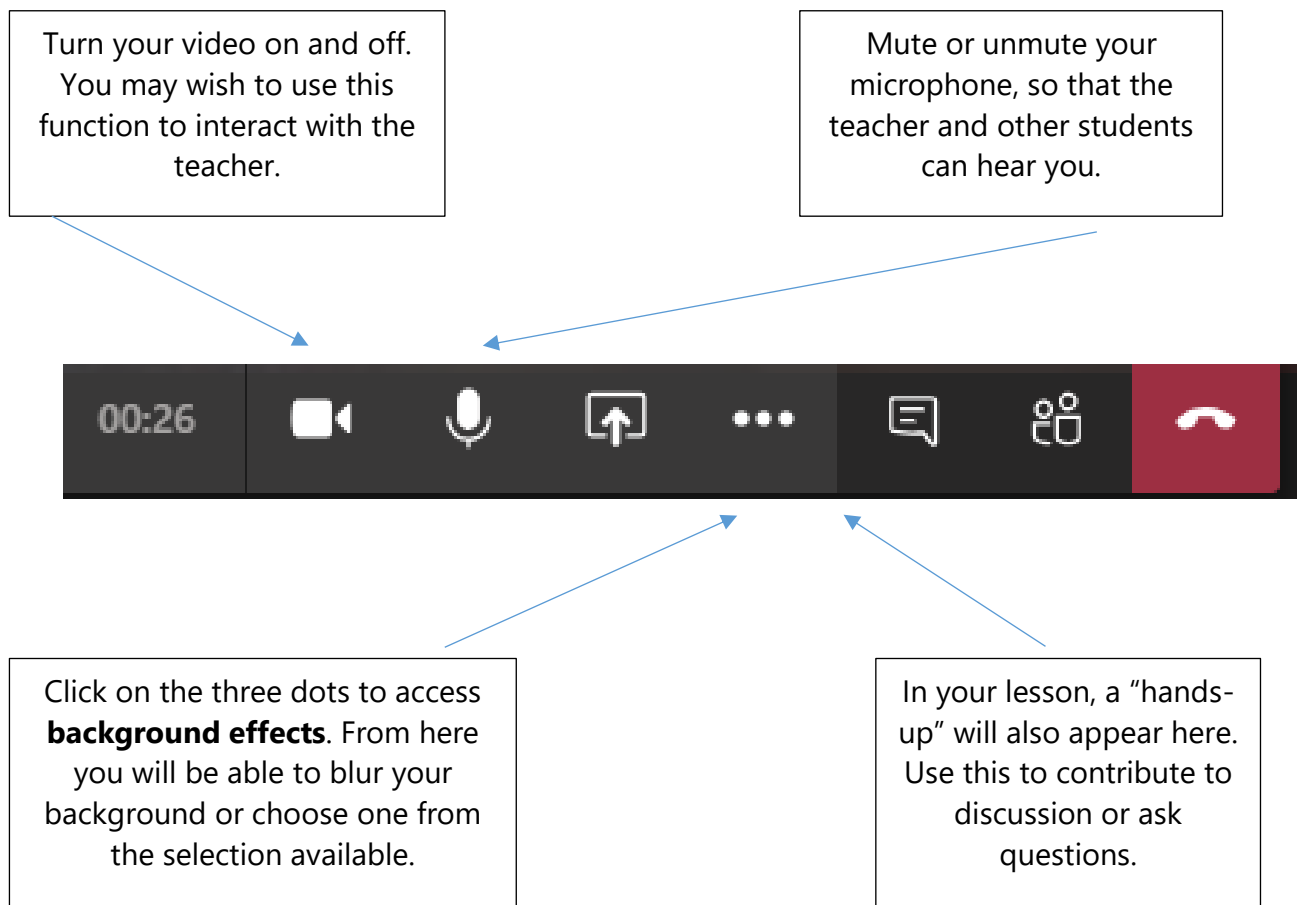 Turn your video on and off.
You may wish to use this
function to interact with the
teacher.
Mute or unmute your
microphone, so that the
teacher and other students
can hear you.
00:26
Click on the three dots to access
background effects. From here
you will be able to blur your
background or choose one from
the selection available.
In your lesson, a “hands-
up” will also appear here.
Use this to contribute to
discussion or ask
questions.